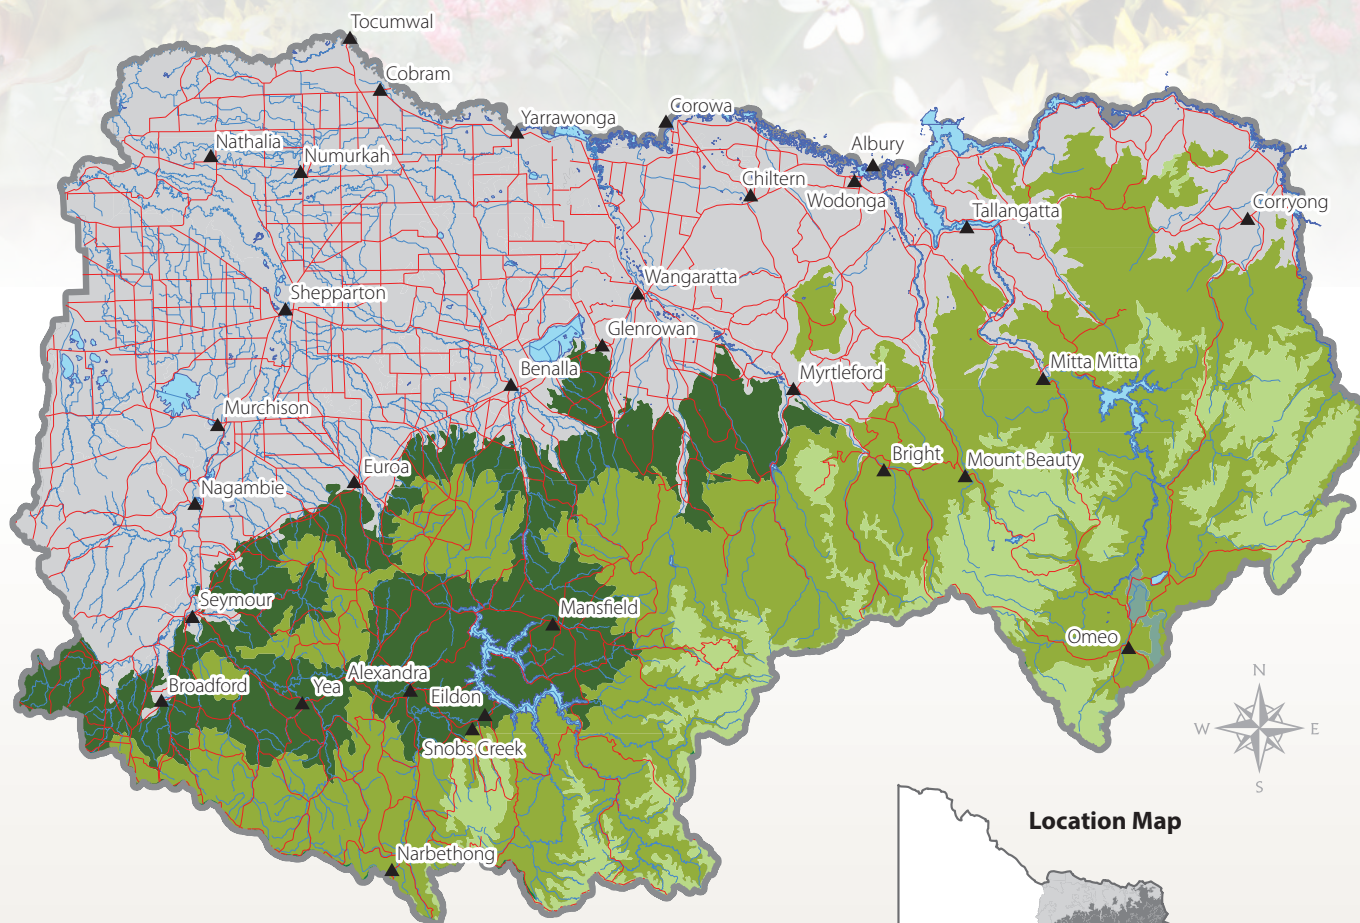 Tocumwal
Cobram
Corowa
Yarrawonga
Nathalia
Numurkah
Albury
Chiltern
Wodonga
Tallangatta
Corryong
Wangaratta
Shepparton
Glenrowan
Benalla
Mitta Mitta
Myrtleford
Murchison
Bright
Mount Beauty
Euroa
Nagambie
Seymour
Mansfield
Omeo
Alexandra
Broadford
Yea
Eildon
Snobs Creek
Narbethong
N
W
E
S
Location Map